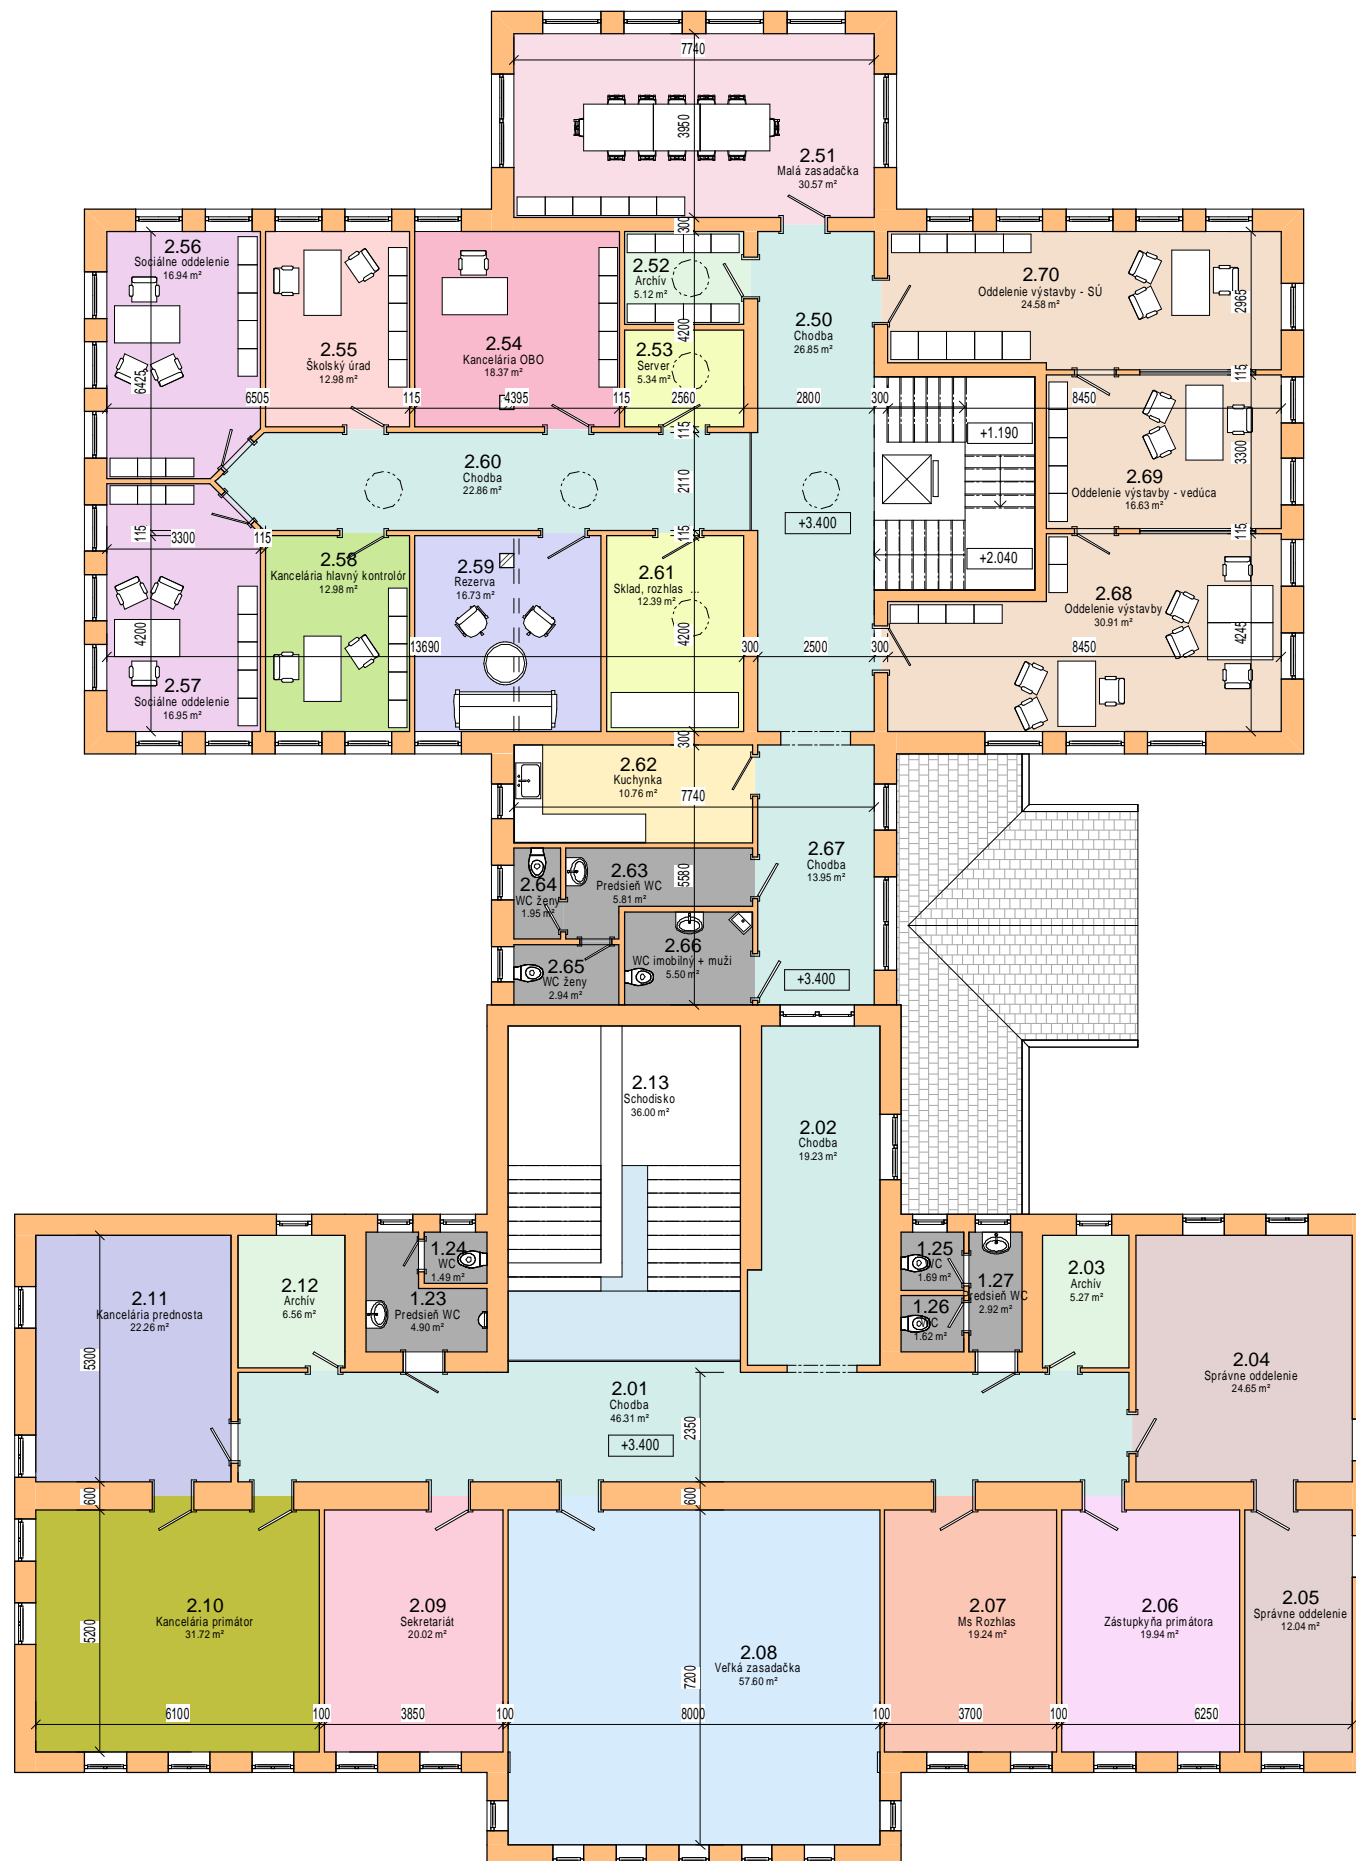 7740
3950
2.51
Malá zasadačka
30.57 m²
300
2.56
Sociálne oddelenie
16.94 m²
6425
2.55
Školský úrad
12.98 m²
2.54
Kancelária OBO
18.37 m²
2.52
Archív
5.12 m²
4200
2.53
Server
5.34 m²
2.50
Chodba
26.85 m²
2.70
Oddelenie výstavby - SÚ
24.58 m²
2965
115
6505
115
4395
115
2560
2800
300
8450
115
+1.190
3300
2.60
Chodba
22.86 m²
2110
2.69
Oddelenie výstavby - vedúca
16.63 m²
+3.400
115
3300
115
115
115
+2.040
2.58
Kancelária hlavný kontrolór
12.98 m²
2.59
Rezerva
16.73 m²
2.61
Sklad, rozhlas ...
12.39 m²
2.68
Oddelenie výstavby
30.91 m²
4200
4200
4245
13690
300
2500
300
8450
2.57
Sociálne oddelenie
16.95 m²
300
2.62
Kuchynka
10.76 m²
7740
2.67
Chodba
13.95 m²
2.64
WC ženy
1.95 m²
2.63
Predsieň WC
5.81 m²
5580
2.65
WC ženy
2.94 m²
2.66
WC imobilný + muži
5.50 m²
+3.400
2.13
Schodisko
36.00 m²
2.02
Chodba
19.23 m²
2.11
Kancelária prednosta
22.26 m²
5300
2.12
Archív
6.56 m²
1.24
WC
1.49 m²
1.23
Predsieň WC
4.90 m²
1.25
WC
1.69 m²
1.26
WC
1.62 m²
1.27
Predsieň WC
2.92 m²
2.03
Archív
5.27 m²
2.04
Správne oddelenie
24.65 m²
2.01
Chodba
46.31 m²
+3.400
2350
600
600
2.10
Kancelária primátor
31.72 m²
5200
2.09
Sekretariát
20.02 m²
2.08
Veľká zasadačka
57.60 m²
7200
2.07
Ms Rozhlas
19.24 m²
2.06
Zástupkyňa primátora
19.94 m²
2.05
Správne oddelenie
12.04 m²
6100
100
3850
100
8000
100
3700
100
6250